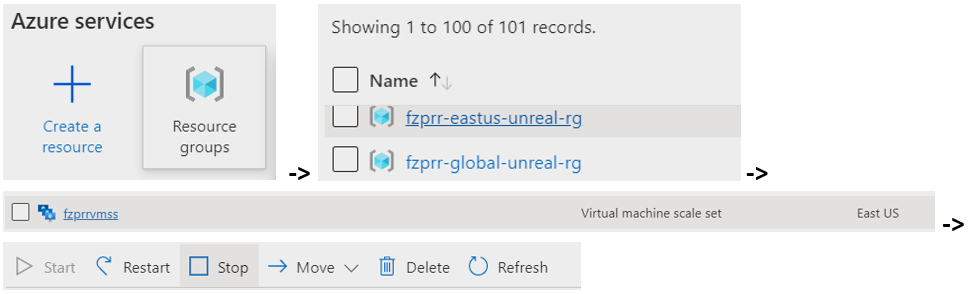 Azure services
Create a
resource
Resource
groups
->
Showing 1 to 100 of 101 records.
Name ↑↓
fzprr-eastus-unreal-rg
fzprr-global-unreal-rg
->
fzprrvmss Virtual machine scale set East US
->
Start Restart Stop Move Delete Refresh